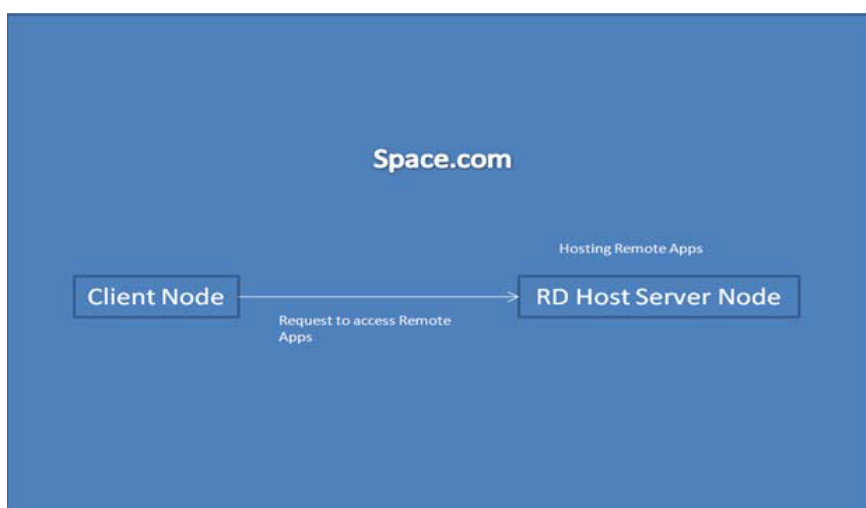 Space.com
Hosting Remote Apps
Client Node
RD Host Server Node
Request to access Remote
Apps